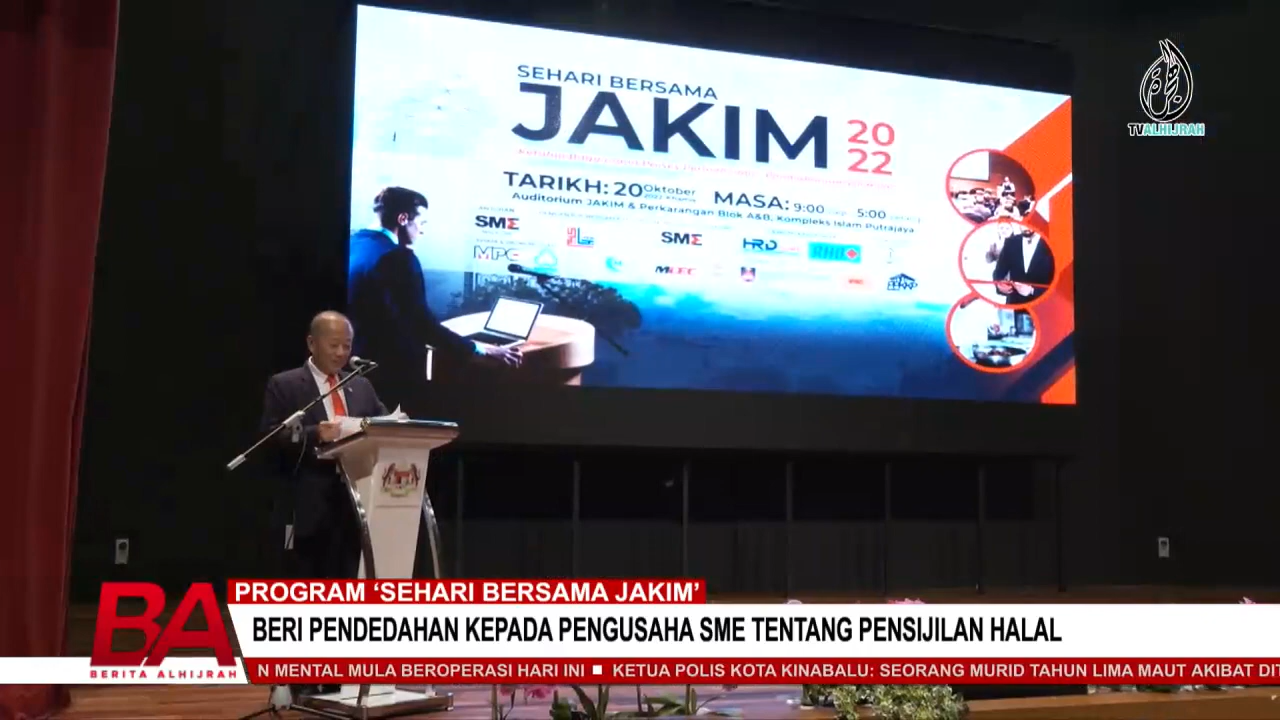 TVALHIJRAH
SEHARI BERSAMA
JAKIM 2022
TARIKH: 20 Oktober MASA: 9:00 5:00
Auditorium JAKIM & Perkarangan Blok A&B, Kompleks Islam Putrajaya
SME SME HRD RHB
MPC
PROGRAM ‘SEHARI BERSAMA JAKIM’
BA BERI PENDEDAHAN KEPADA PENGUSAHA SME TENTANG PENSIJILAN HALAL
BERITA ALHIJRAH
N MENTAL MULA BEROPERASI HARI INI ■ KETUA POLIS KOTA KINABALU: SEORANG MURID TAHUN LIMA MAUT AKIBAT DIT